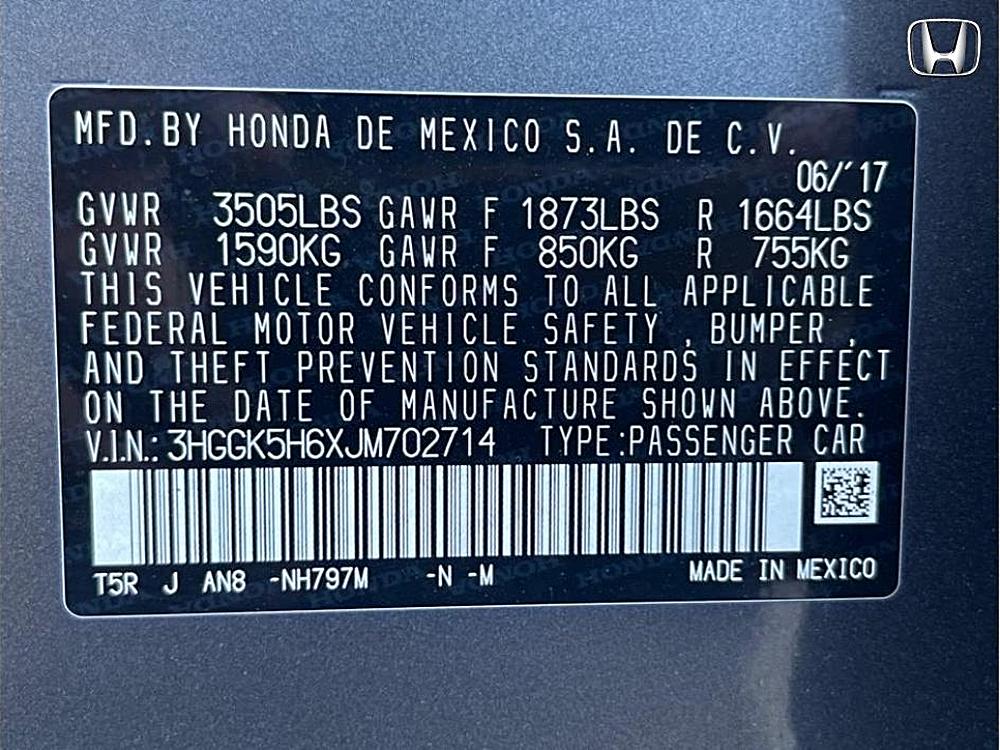 MFD.BY HONDA DE MEXICO S.A. DE C.V.
06/'17
GVWR 3505LBS GAWR F 1873LBS R 1664LBS
GVWR 1590KG GAWR F 850KG R 755KG
THIS VEHICLE CONFORMS TO ALL APPLICABLE
FEDERAL MOTOR VEHICLE SAFETY , BUMPER ,
AND THEFT PREVENTION STANDARDS IN EFFECT
ON THE DATE OF MANUFACTURE SHOWN ABOVE.
V.I.N.: 3HGGK5H6XJM702714 TYPE:PASSENGER CAR
T5R J AN8 -NH797M -N -M MADE IN MEXICO